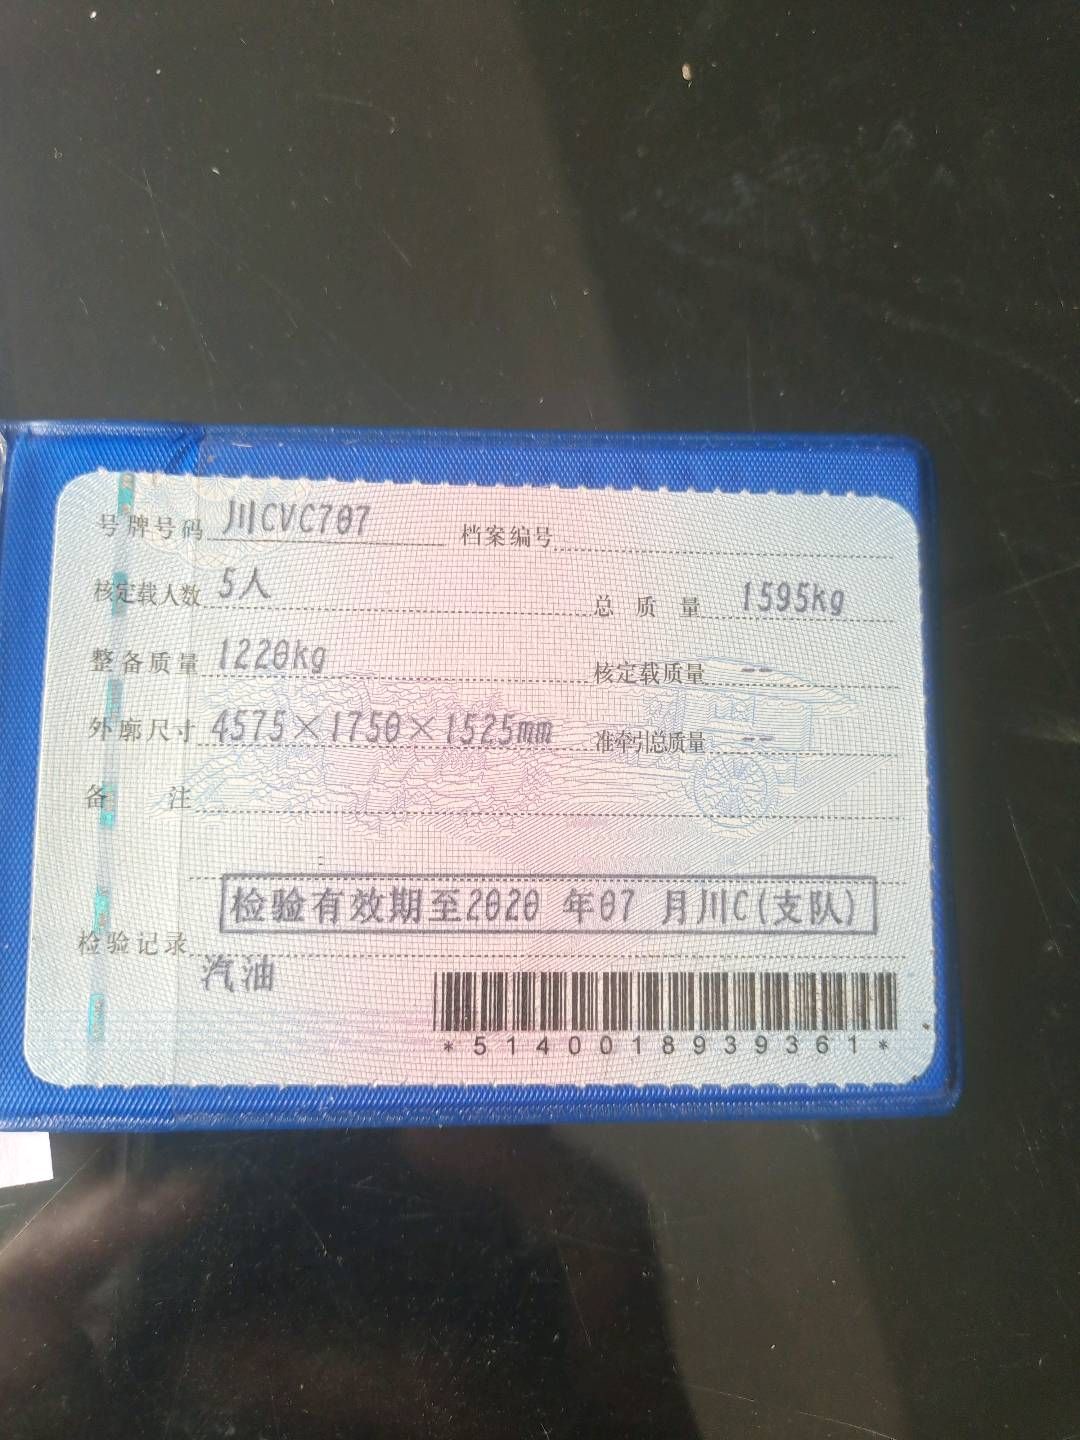 号牌号码 川CVC707 档案编号
核定载人数 5人 总质量 1595kg
整备质量 1220kg 核定载质量 --
外廓尺寸 4575×1750×1525mm 准牵引总质量 --
备注
检验有效期至2020 年07 月川C(支队)
检验记录
汽油
*5140018939361*